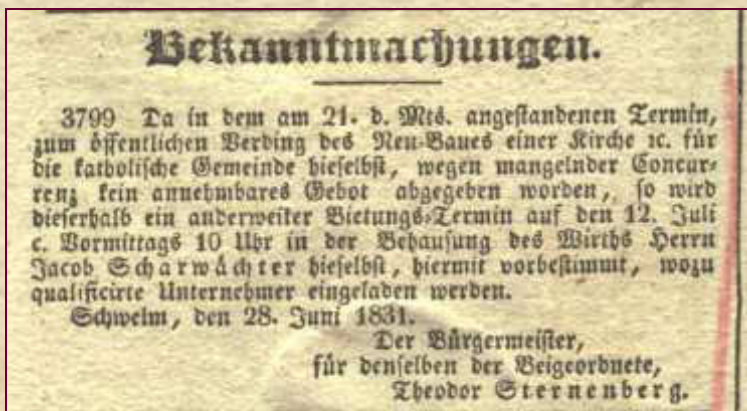 Bekanntmachungen.
3799 Da in dem am 21. d. Mts. angestandenen Termin,
zum öffentlichen Verding des Neu-Baues einer Kirche ꝛc. für
die katholische Gemeinde hieselbst, wegen mangelnder Concur-
renz kein annehmbares Gebot abgegeben worden, so wird
dieserhalb ein anderweiter Bietungs-Termin auf den 12. Juli
c. Vormittags 10 Uhr in der Behausung des Wirths Herrn
Jacob Scharwächter hieselbst, hiermit vorbestimmt, wozu
qualificirte Unternehmer eingeladen werden.
Schwelm, den 28. Juni 1831.
Der Bürgermeister,
für denselben der Beigeordnete,
Theodor Sternenberg.